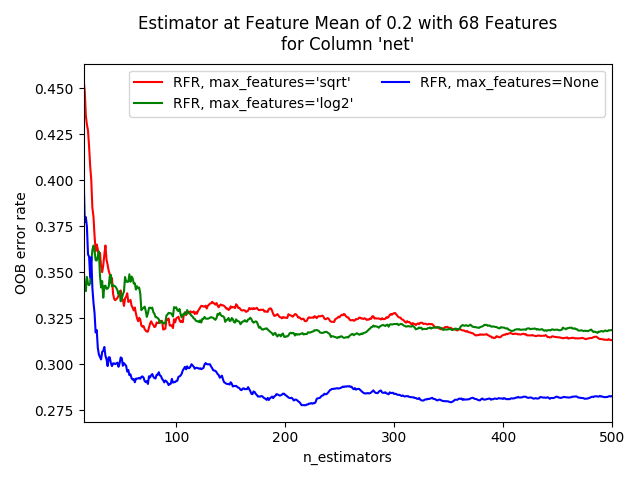 Estimator at Feature Mean of 0.2 with 68 Features
for Column 'net'
RFR, max_features='sqrt'
RFR, max_features='log2'
RFR, max_features=None
OOB error rate
0.450
0.425
0.400
0.375
0.350
0.325
0.300
0.275
100
200
300
400
500
n_estimators